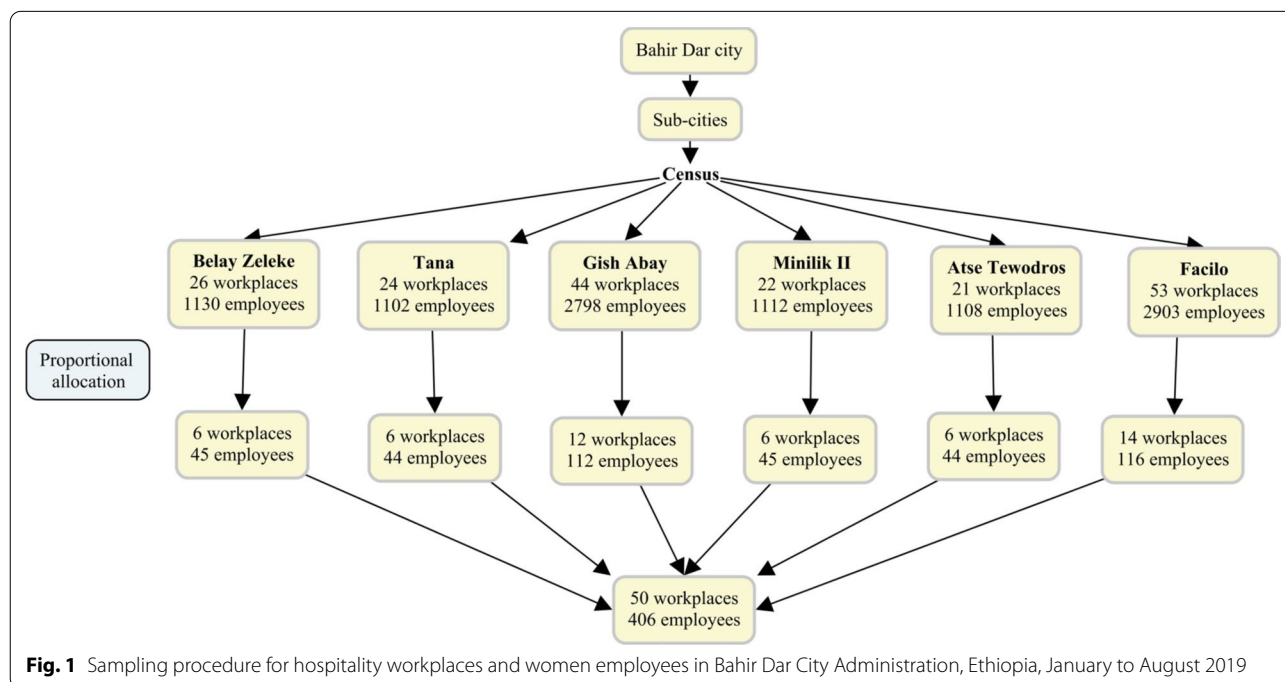 Bahir Dar city
Sub-cities
Census
Belay Zeleke
26 workplaces
1130 employees
Tana
24 workplaces
1102 employees
Gish Abay
44 workplaces
2798 employees
Minilik II
22 workplaces
1112 employees
Atse Tewodros
21 workplaces
1108 employees
Facilo
53 workplaces
2903 employees
Proportional
allocation
6 workplaces
45 employees
6 workplaces
44 employees
12 workplaces
112 employees
6 workplaces
45 employees
6 workplaces
44 employees
14 workplaces
116 employees
50 workplaces
406 employees
Fig. 1 Sampling procedure for hospitality workplaces and women employees in Bahir Dar City Administration, Ethiopia, January to August 2019